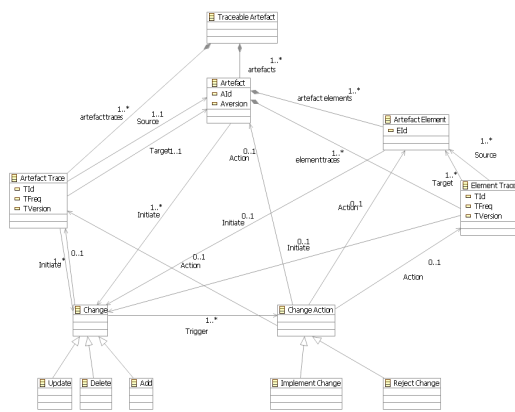 Traceable Artefact
1..*
artefacts
Artefact
AId
Aversion
1..*
artefact elements
1..*
artefacttraces
1..1
Source
Artefact Element
EId
1..*
Source
Target1..1
0..1
Action
1..*
elementtraces
1..*
Target
Artefact Trace
TId
TFreq
TVersion
Element Trace
TId
TFreq
TVersion
1..*
Initiate
0..1
Initiate
0..1
Action
0..1
Initiate
0..1
Initiate*
Action
0..1
Action
Change
1..*
Trigger
Change Action
Update
Delete
Add
Implement Change
Reject Change